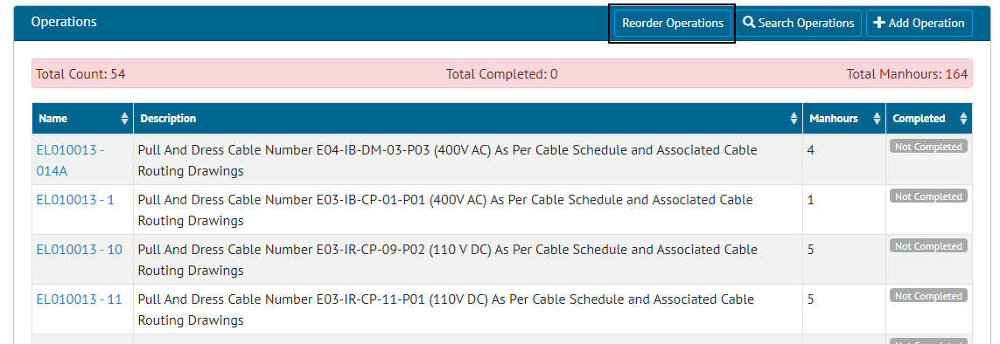 Operations
Reorder Operations
Search Operations
Add Operation
Total Count: 54
Total Completed: 0
Total Manhours: 164
Name
Description
Manhours
Completed
EL010013 -
014A
Pull And Dress Cable Number E04-IB-DM-03-P03 (400V AC) As Per Cable Schedule and Associated Cable
Routing Drawings
4
Not Completed
EL010013 - 1
Pull And Dress Cable Number E03-IB-CP-01-P01 (400V AC) As Per Cable Schedule and Associated Cable
Routing Drawings
1
Not Completed
EL010013 - 10
Pull And Dress Cable Number E03-IR-CP-09-P02 (110 V DC) As Per Cable Schedule and Associated Cable
Routing Drawings
5
Not Completed
EL010013 - 11
Pull And Dress Cable Number E03-IR-CP-11-P01 (110V DC) As Per Cable Schedule and Associated Cable
Routing Drawings
5
Not Completed
Not Completed